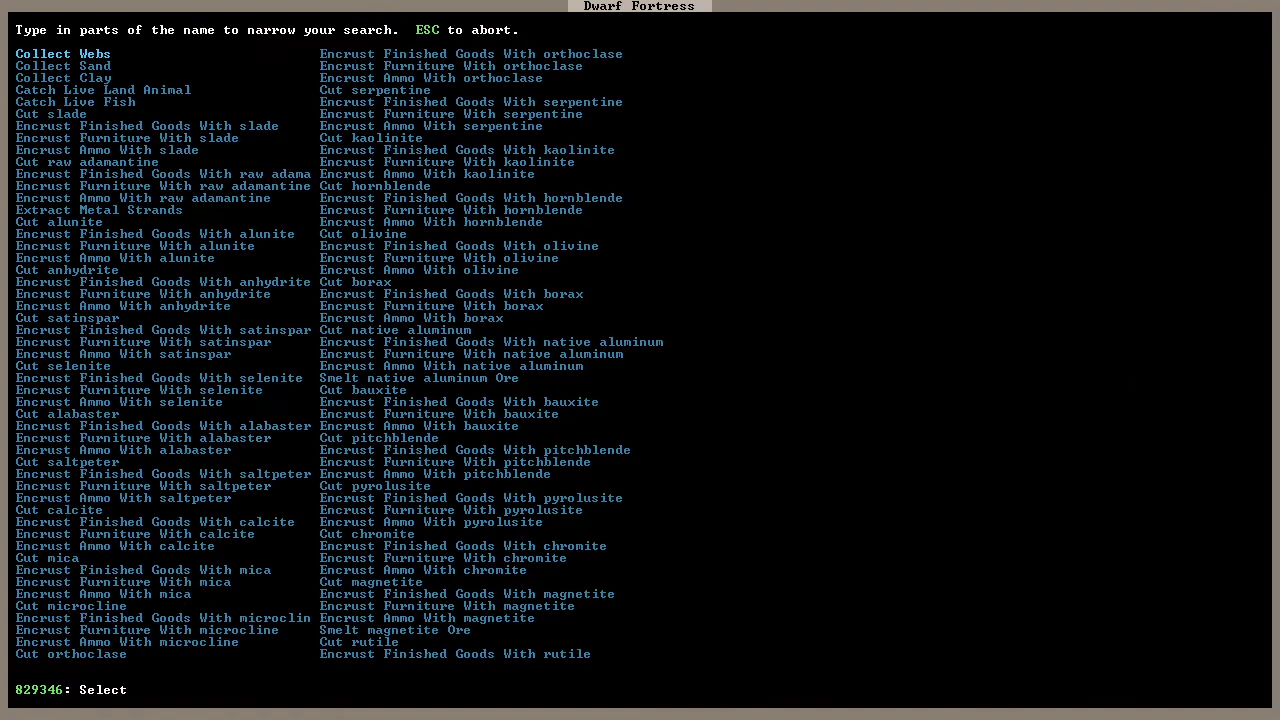 Dwarf Fortress
Type in parts of the name to narrow your search.  ESC to abort.
Collect Webs
Collect Sand
Collect Clay
Catch Live Land Animal
Catch Live Fish
Cut slade
Encrust Finished Goods With slade
Encrust Furniture With slade
Encrust Ammo With slade
Cut raw adamantine
Encrust Finished Goods With raw adama
Encrust Furniture With raw adamantine
Encrust Ammo With raw adamantine
Extract Metal Strands
Cut alunite
Encrust Finished Goods With alunite
Encrust Furniture With alunite
Encrust Ammo With alunite
Cut anhydrite
Encrust Finished Goods With anhydrite
Encrust Furniture With anhydrite
Encrust Ammo With anhydrite
Cut satinspar
Encrust Finished Goods With satinspar
Encrust Furniture With satinspar
Encrust Ammo With satinspar
Cut selenite
Encrust Finished Goods With selenite
Encrust Furniture With selenite
Encrust Ammo With selenite
Cut alabaster
Encrust Finished Goods With alabaster
Encrust Furniture With alabaster
Encrust Ammo With alabaster
Cut saltpeter
Encrust Finished Goods With saltpeter
Encrust Furniture With saltpeter
Encrust Ammo With saltpeter
Cut calcite
Encrust Finished Goods With calcite
Encrust Furniture With calcite
Encrust Ammo With calcite
Cut mica
Encrust Finished Goods With mica
Encrust Furniture With mica
Encrust Ammo With mica
Cut microcline
Encrust Finished Goods With microclin
Encrust Furniture With microcline
Encrust Ammo With microcline
Cut orthoclase
Encrust Finished Goods With orthoclase
Encrust Furniture With orthoclase
Encrust Ammo With orthoclase
Cut serpentine
Encrust Finished Goods With serpentine
Encrust Furniture With serpentine
Encrust Ammo With serpentine
Cut kaolinite
Encrust Finished Goods With kaolinite
Encrust Furniture With kaolinite
Encrust Ammo With kaolinite
Cut hornblende
Encrust Finished Goods With hornblende
Encrust Furniture With hornblende
Encrust Ammo With hornblende
Cut olivine
Encrust Finished Goods With olivine
Encrust Furniture With olivine
Encrust Ammo With olivine
Cut borax
Encrust Finished Goods With borax
Encrust Furniture With borax
Encrust Ammo With borax
Cut native aluminum
Encrust Finished Goods With native aluminum
Encrust Furniture With native aluminum
Encrust Ammo With native aluminum
Smelt native aluminum Ore
Cut bauxite
Encrust Finished Goods With bauxite
Encrust Furniture With bauxite
Encrust Ammo With bauxite
Cut pitchblende
Encrust Finished Goods With pitchblende
Encrust Furniture With pitchblende
Encrust Ammo With pitchblende
Cut pyrolusite
Encrust Finished Goods With pyrolusite
Encrust Furniture With pyrolusite
Encrust Ammo With pyrolusite
Cut chromite
Encrust Finished Goods With chromite
Encrust Furniture With chromite
Encrust Ammo With chromite
Cut magnetite
Encrust Finished Goods With magnetite
Encrust Furniture With magnetite
Encrust Ammo With magnetite
Smelt magnetite Ore
Cut rutile
Encrust Finished Goods With rutile
829346: Select